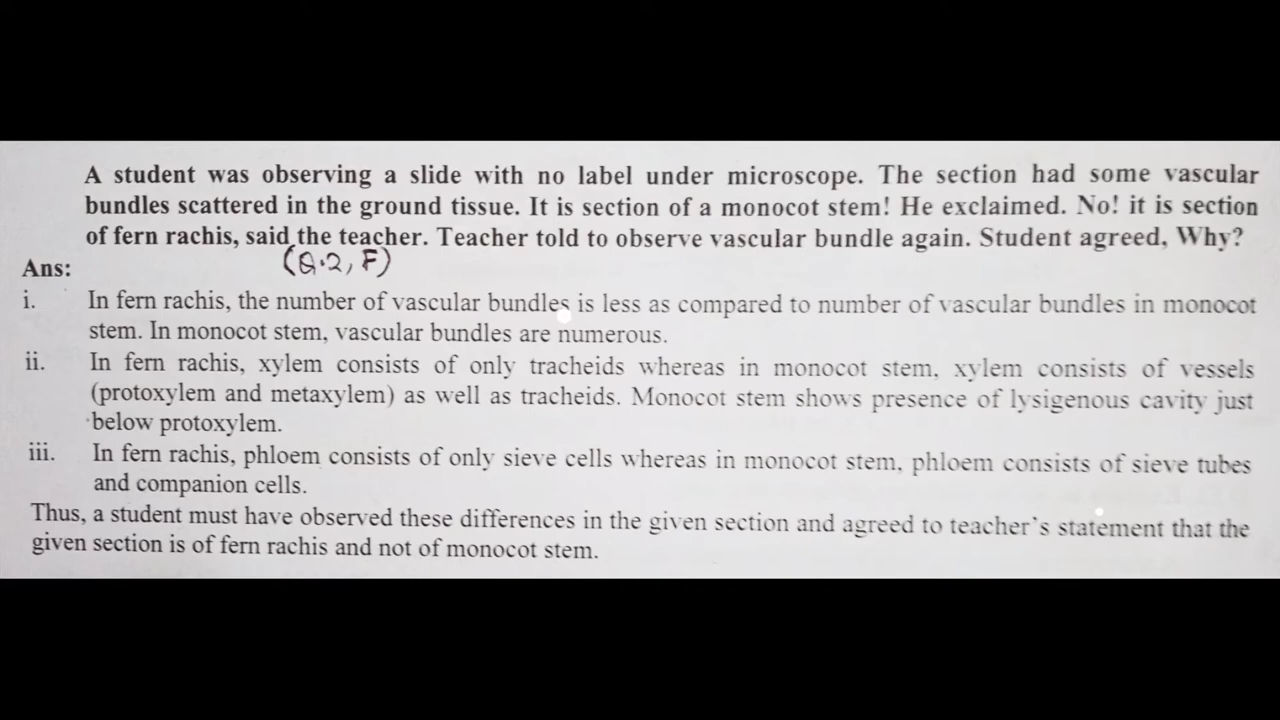 A student was observing a slide with no label under microscope. The section had some vascular
bundles scattered in the ground tissue. It is section of a monocot stem! He exclaimed. No! it is section
of fern rachis, said the teacher. Teacher told to observe vascular bundle again. Student agreed, Why?
(Q.2, F)
Ans:
i. In fern rachis, the number of vascular bundles is less as compared to number of vascular bundles in monocot
stem. In monocot stem, vascular bundles are numerous.
ii. In fern rachis, xylem consists of only tracheids whereas in monocot stem, xylem consists of vessels
(protoxylem and metaxylem) as well as tracheids. Monocot stem shows presence of lysigenous cavity just
below protoxylem.
iii. In fern rachis, phloem consists of only sieve cells whereas in monocot stem, phloem consists of sieve tubes
and companion cells.
Thus, a student must have observed these differences in the given section and agreed to teacher's statement that the
given section is of fern rachis and not of monocot stem.